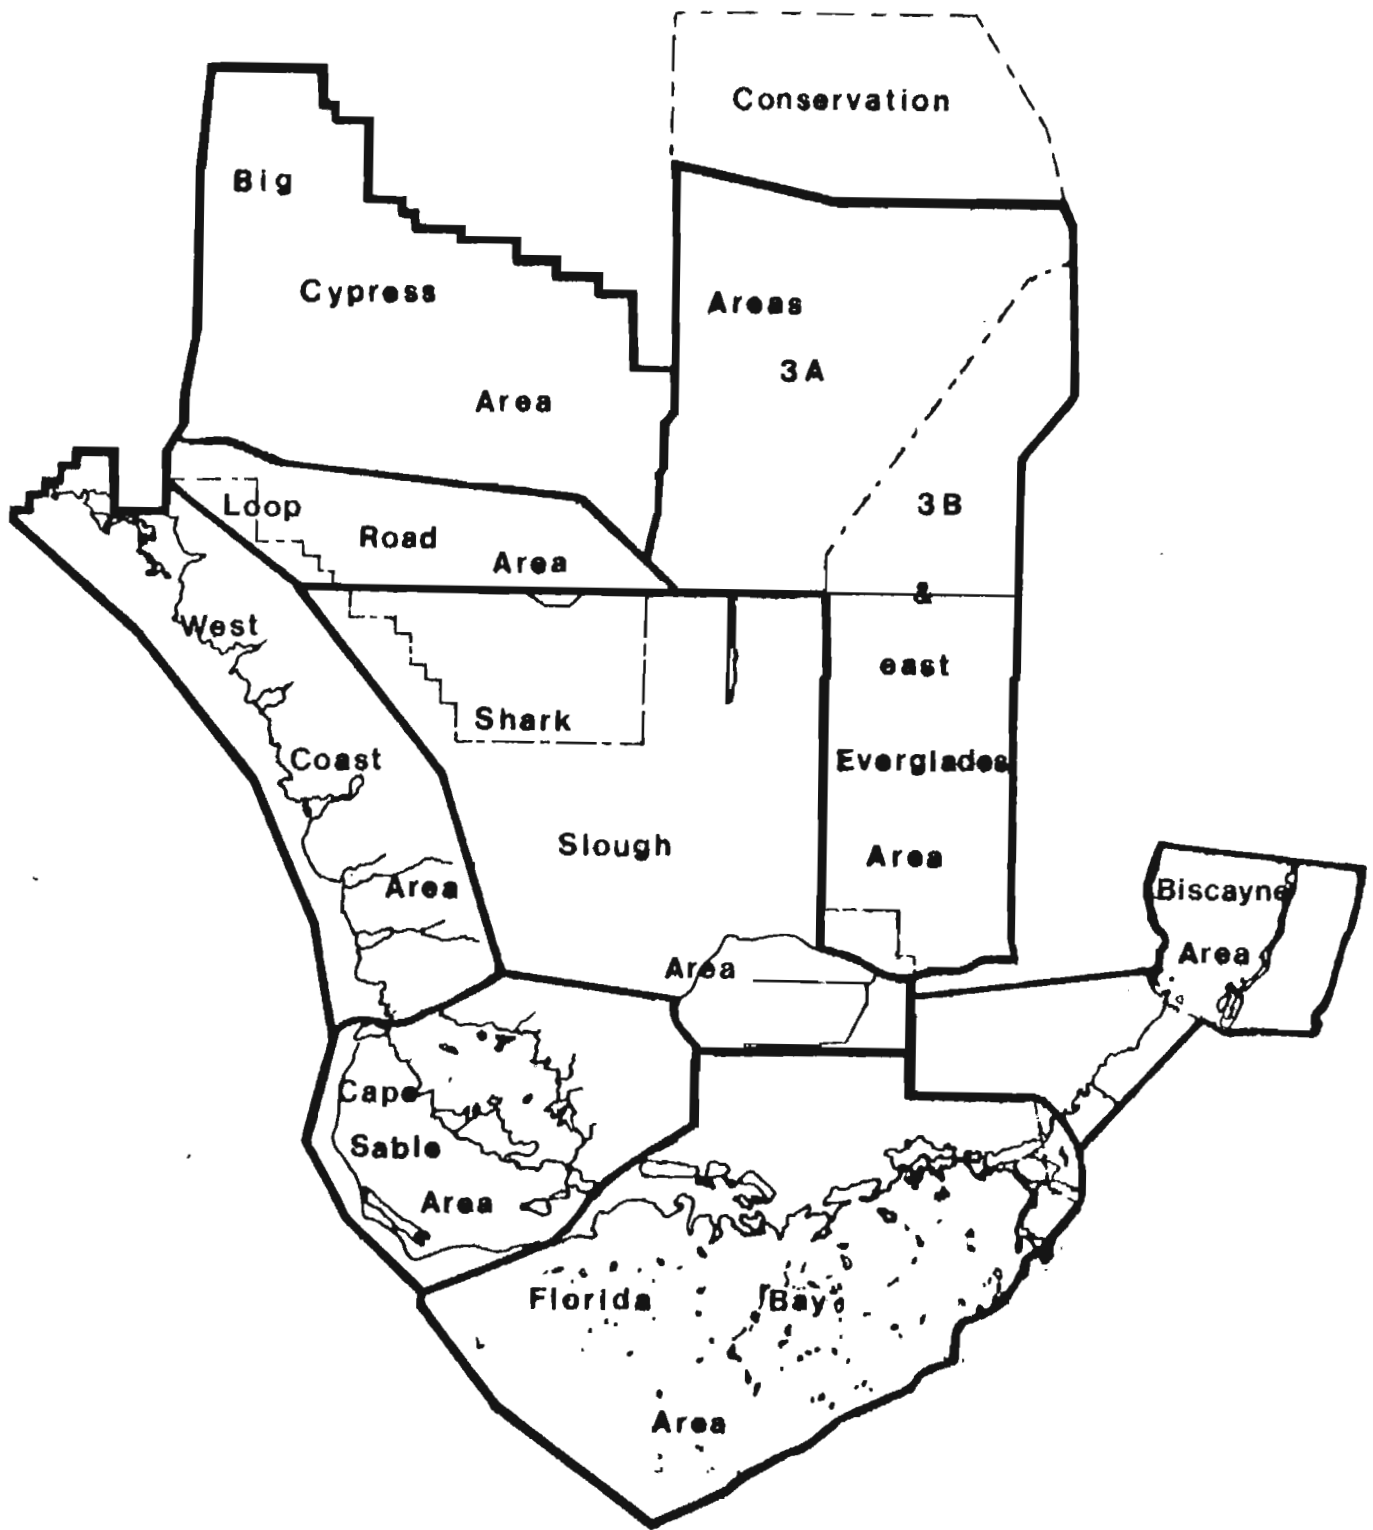 Conservation
Areas
3A
3B
&
east
Everglades
Area
Big
Cypress
Area
Loop
Road
Area
West
Coast
Area
Shark
Slough
Area
Biscayne
Area
Cape
Sable
Area
Florida
Bay
Area